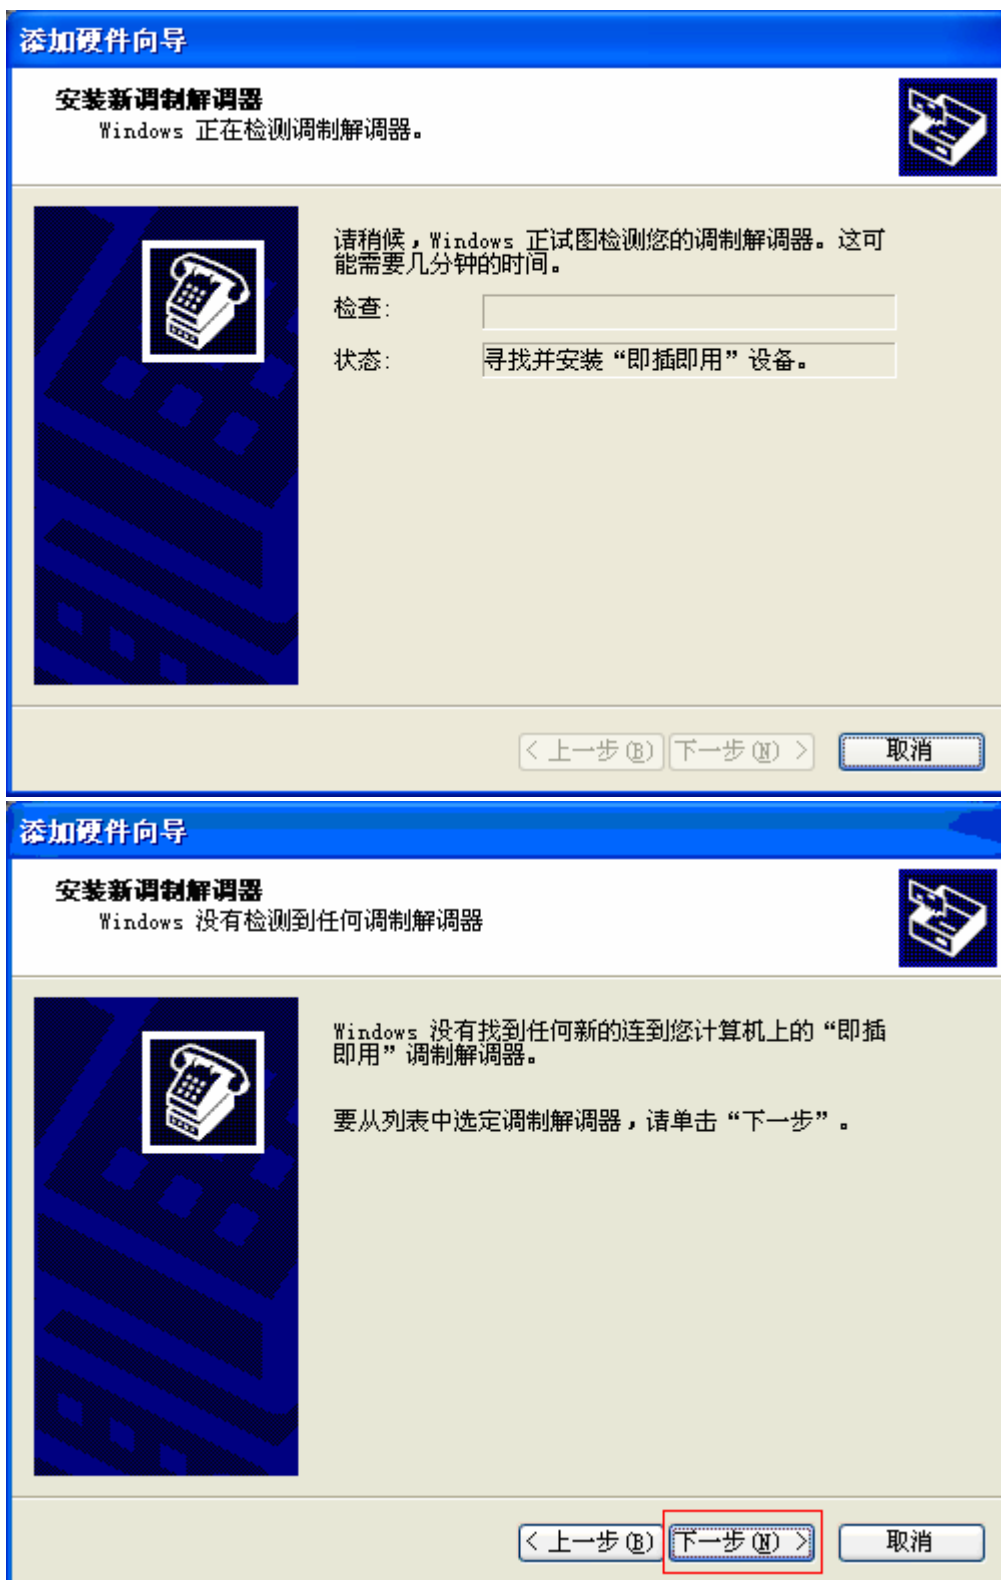 添加硬件向导
安装新调制解调器
Windows 正在检测调制解调器。
请稍候，Windows 正试图检测您的调制解调器。这可
能需要几分钟的时间。
检查:
状态: 寻找并安装“即插即用”设备。
< 上一步(B) 下一步(N) > 取消
添加硬件向导
安装新调制解调器
Windows 没有检测到任何调制解调器
Windows 没有找到任何新的连到您计算机上的“即插
即用”调制解调器。
要从列表中选定调制解调器，请单击“下一步”。
< 上一步(B) 下一步(N) > 取消